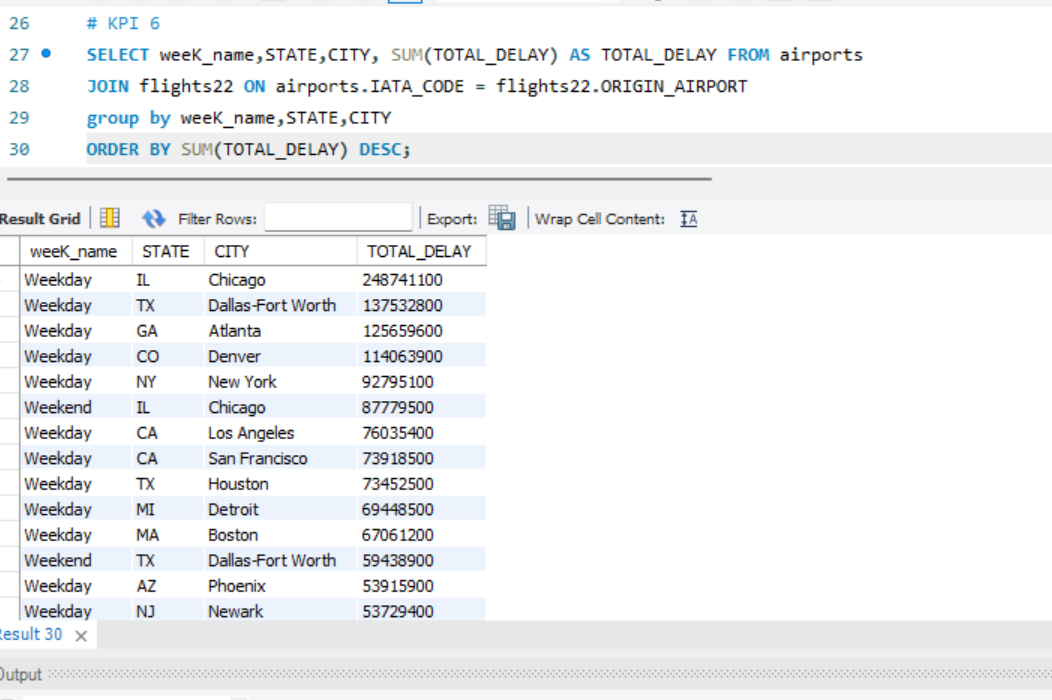 26 # KPI 6
27 SELECT weeK_name,STATE,CITY, SUM(TOTAL_DELAY) AS TOTAL_DELAY FROM airports
28 JOIN flights22 ON airports.IATA_CODE = flights22.ORIGIN_AIRPORT
29 group by weeK_name,STATE,CITY
30 ORDER BY SUM(TOTAL_DELAY) DESC;
Result Grid Filter Rows: Export: Wrap Cell Content: IA
weeK_name STATE CITY TOTAL_DELAY
Weekday IL Chicago 248741100
Weekday TX Dallas-Fort Worth 137532800
Weekday GA Atlanta 125659600
Weekday CO Denver 114063900
Weekday NY New York 92795100
Weekend IL Chicago 87779500
Weekday CA Los Angeles 76035400
Weekday CA San Francisco 73918500
Weekday TX Houston 73452500
Weekday MI Detroit 69448500
Weekday MA Boston 67061200
Weekend TX Dallas-Fort Worth 59438900
Weekday AZ Phoenix 53915900
Weekday NJ Newark 53729400
Result 30
Output